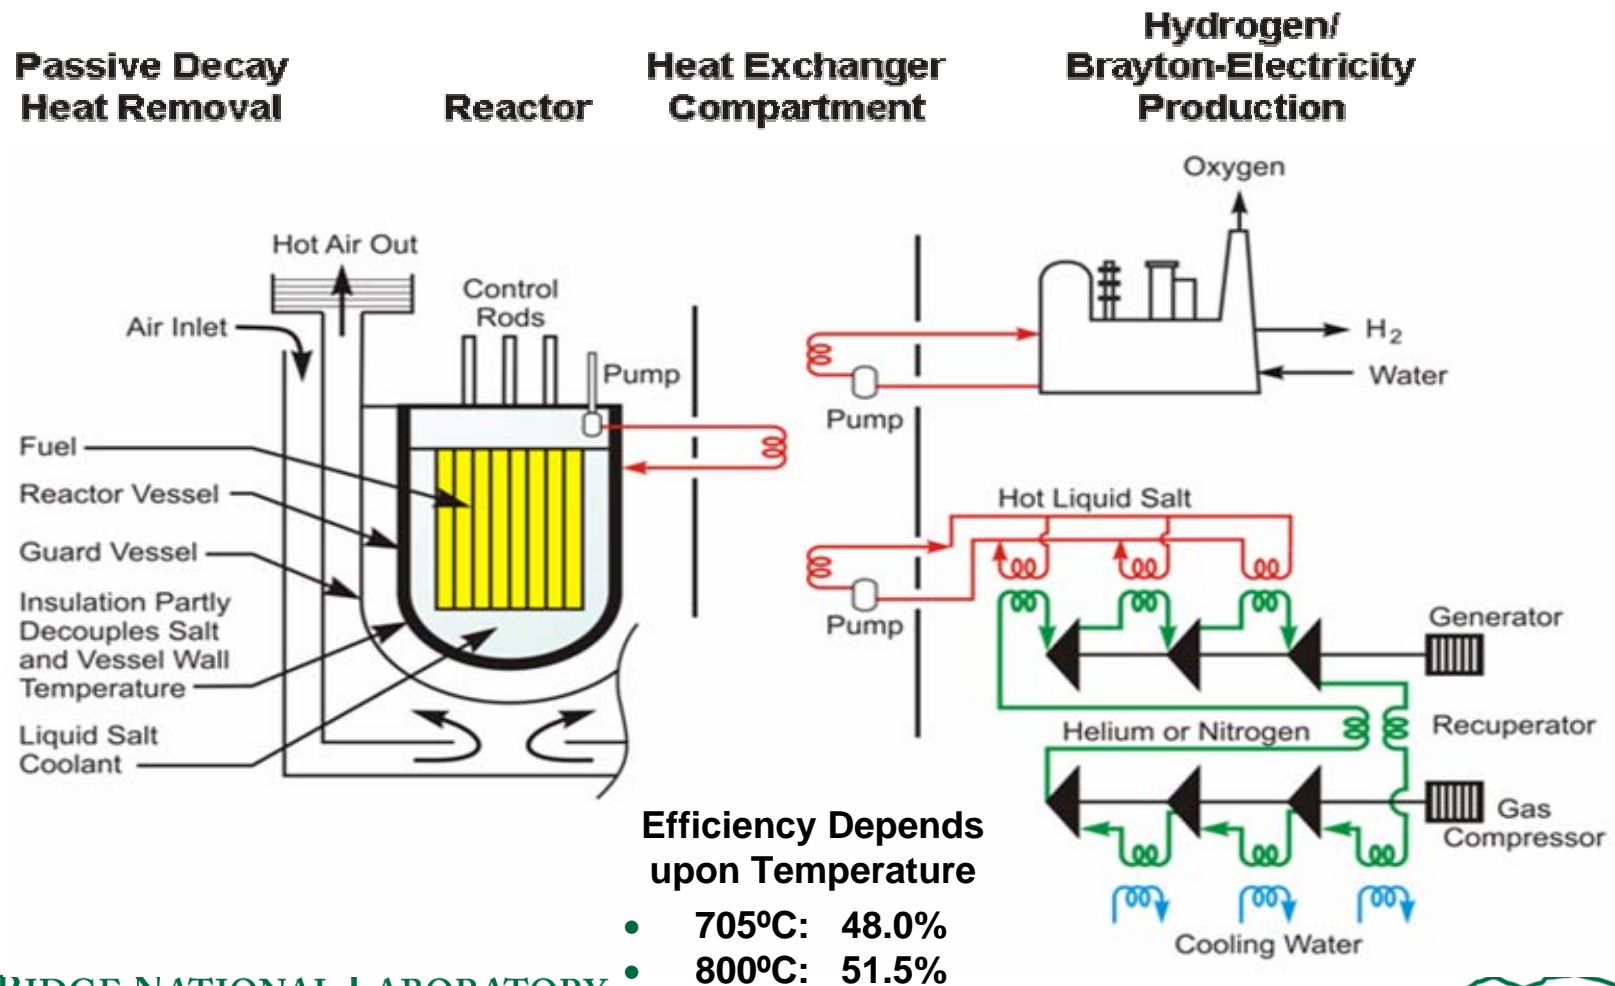 Passive Decay
Heat Removal
Reactor
Heat Exchanger
Compartment
Hydrogen/
Brayton-Electricity
Production
Oxygen
Hot Air Out
Control
Rods
Air Inlet
Pump
H2
Water
Pump
Fuel
Reactor Vessel
Hot Liquid Salt
Guard Vessel
Insulation Partly
Decouples Salt
and Vessel Wall
Temperature
Pump
Generator
Liquid Salt
Coolant
Helium or Nitrogen
Recuperator
Gas
Compressor
Efficiency Depends
upon Temperature
• 705ºC: 48.0%
• 800ºC: 51.5%
Cooling Water
NATIONAL LABORATORY